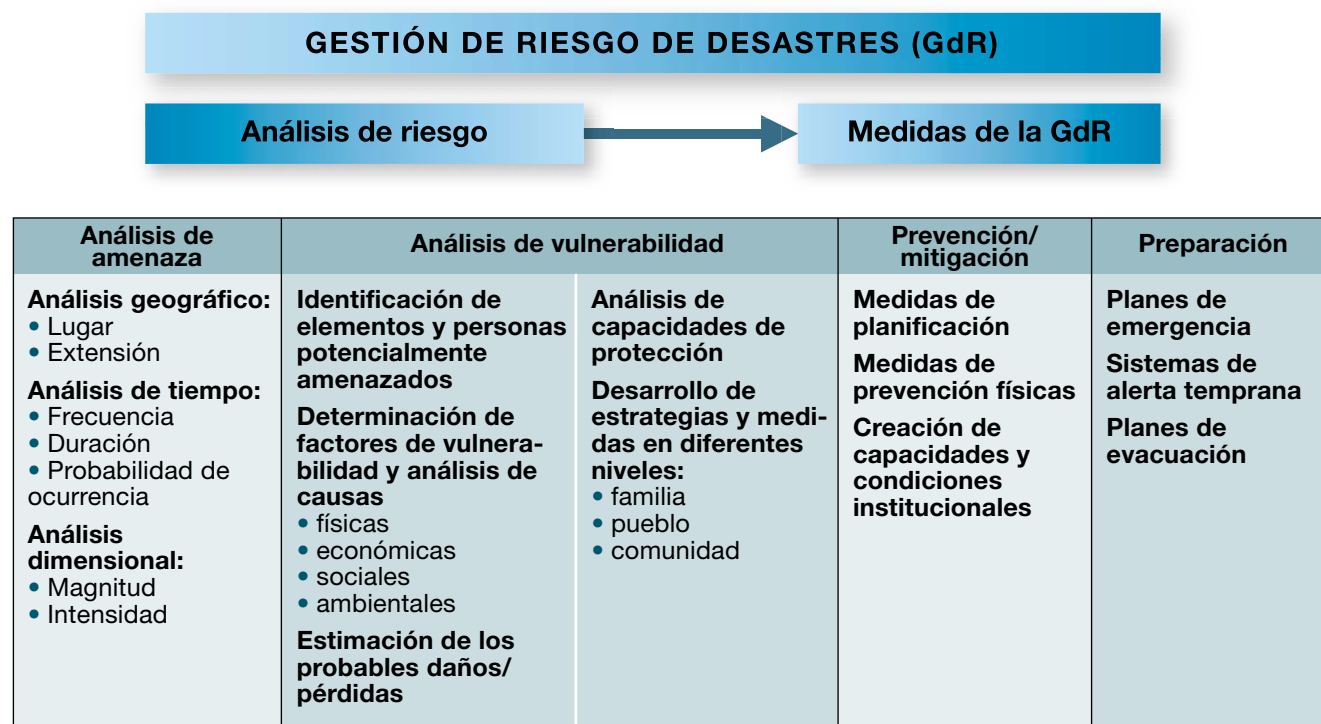 GESTIÓN DE RIESGO DE DESASTRES (GdR)
Análisis de riesgo
Medidas de la GdR
Análisis de
amenaza
Análisis geográfico:
• Lugar
• Extensión
Análisis de tiempo:
• Frecuencia
• Duración
• Probabilidad de
ocurrencia
Análisis
dimensional:
• Magnitud
• Intensidad
Análisis de vulnerabilidad
Identificación de
elementos y personas
potencialmente
amenazados
Determinación de
factores de vulnera-
bilidad y análisis de
causas
• físicas
• económicas
• sociales
• ambientales
Estimación de los
probables daños/
pérdidas
Análisis de
capacidades de
protección
Desarrollo de
estrategias y medi-
das en diferentes
niveles:
• familia
• pueblo
• comunidad
Prevención/
mitigación
Medidas de
planificación
Medidas de
prevención físicas
Creación de
capacidades y
condiciones
institucionales
Preparación
Planes de
emergencia
Sistemas de
alerta temprana
Planes de
evacuación